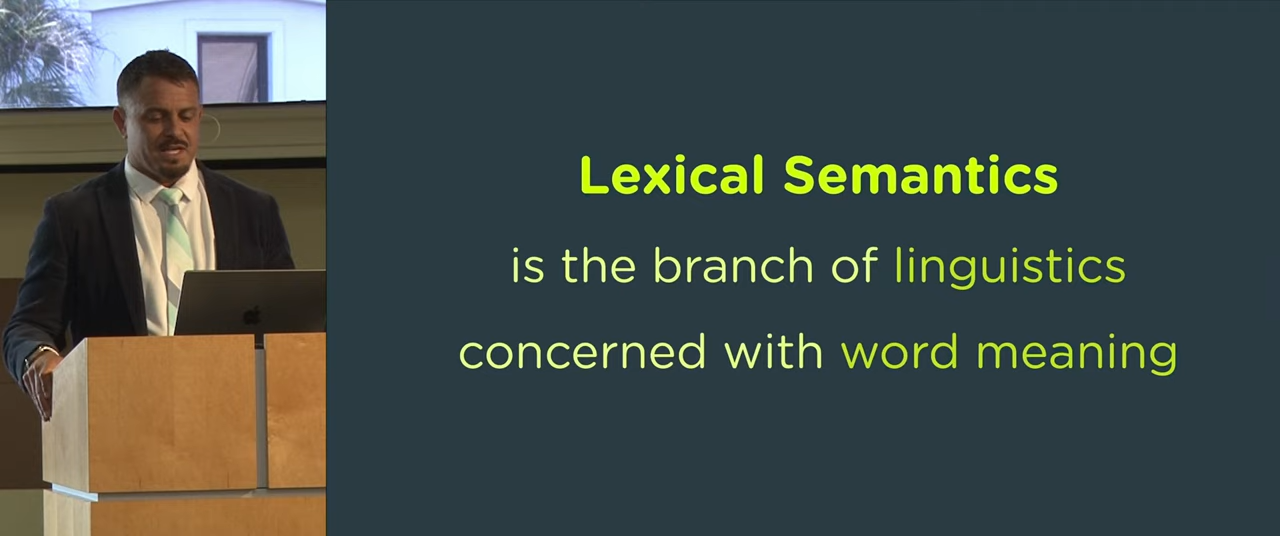 Lexical Semantics
is the branch of linguistics
concerned with word meaning